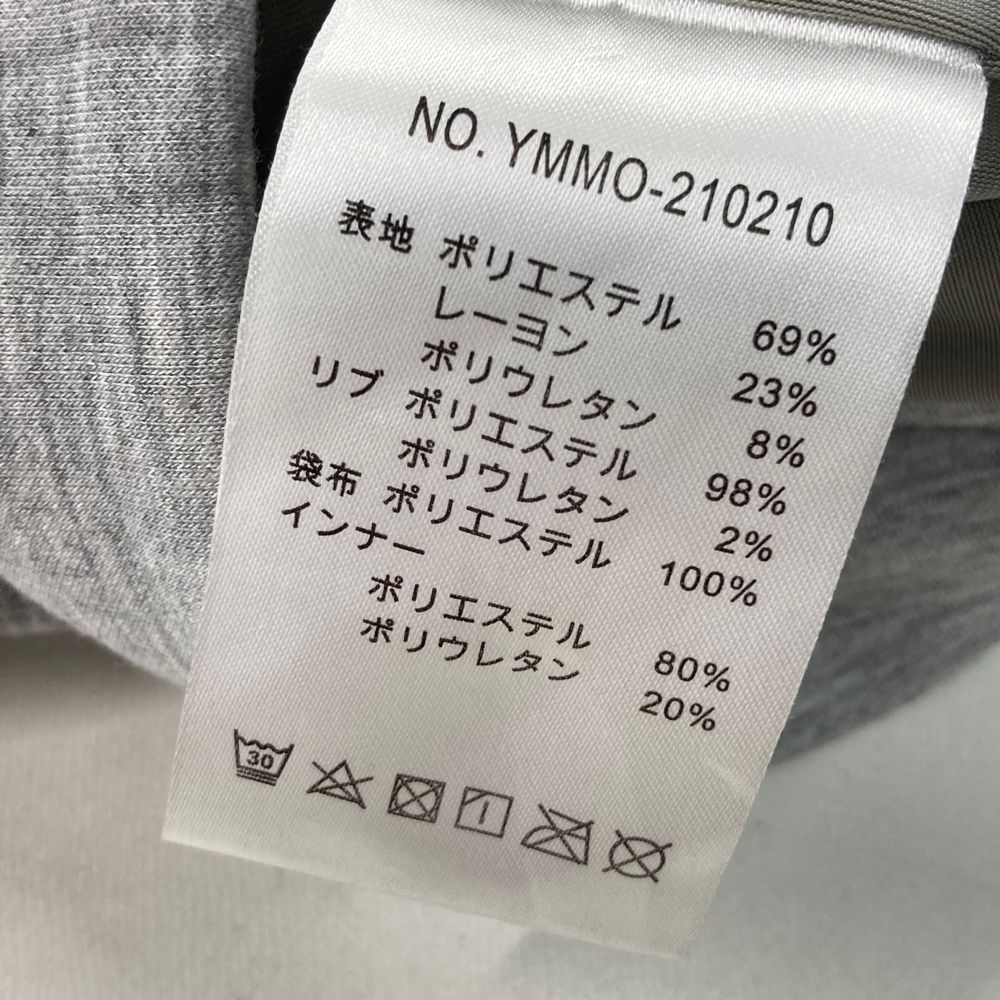 NO. YMMO-210210
表地 ポリエステル 69%
レーヨン 23%
ポリウレタン 8%
リブ ポリエステル 98%
ポリウレタン 2%
袋布 ポリエステル 100%
インナー
ポリエステル 80%
ポリウレタン 20%
30